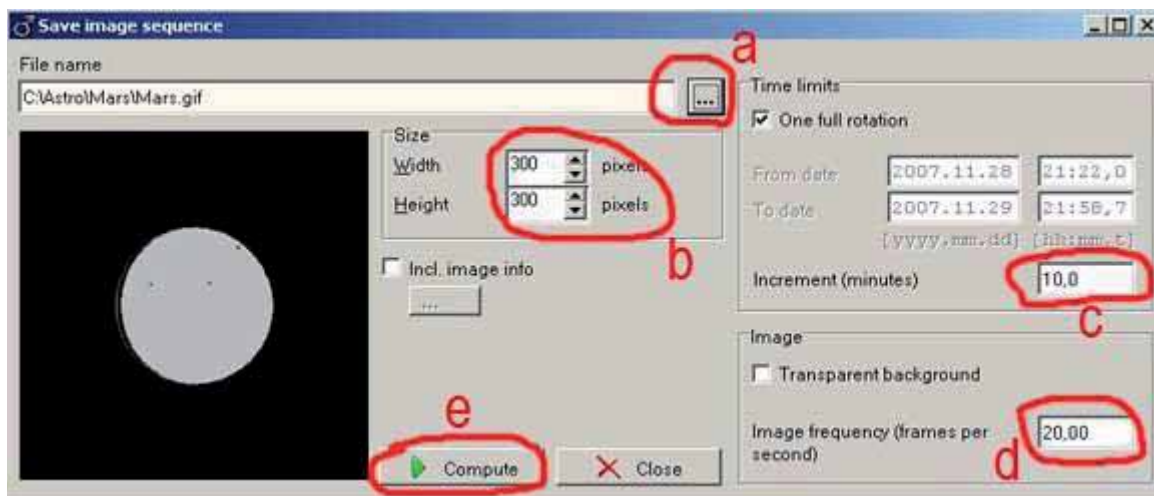 Save image sequence
File name
C:\Astro\Mars\Mars.gif
...
a
Size
Width 300 pixels
Height 300 pixels
b
Incl. image info
...
Time limits
One full rotation
From date 2007.11.28 21:22,0
To date 2007.11.29 21:58,7
[yyyy.mm.dd] [hh:mm,t]
Increment (minutes) 10,0
c
Image
Transparent background
Image frequency (frames per
second) 20,00
d
e
Compute
Close